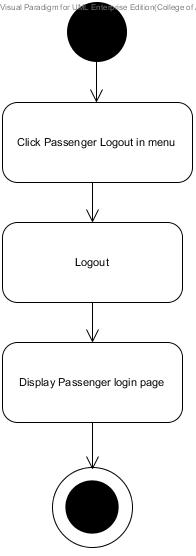 Visual Paradigm for UML Enterprise Edition(College of
Click Passenger Logout in menu
Logout
Display Passenger login page